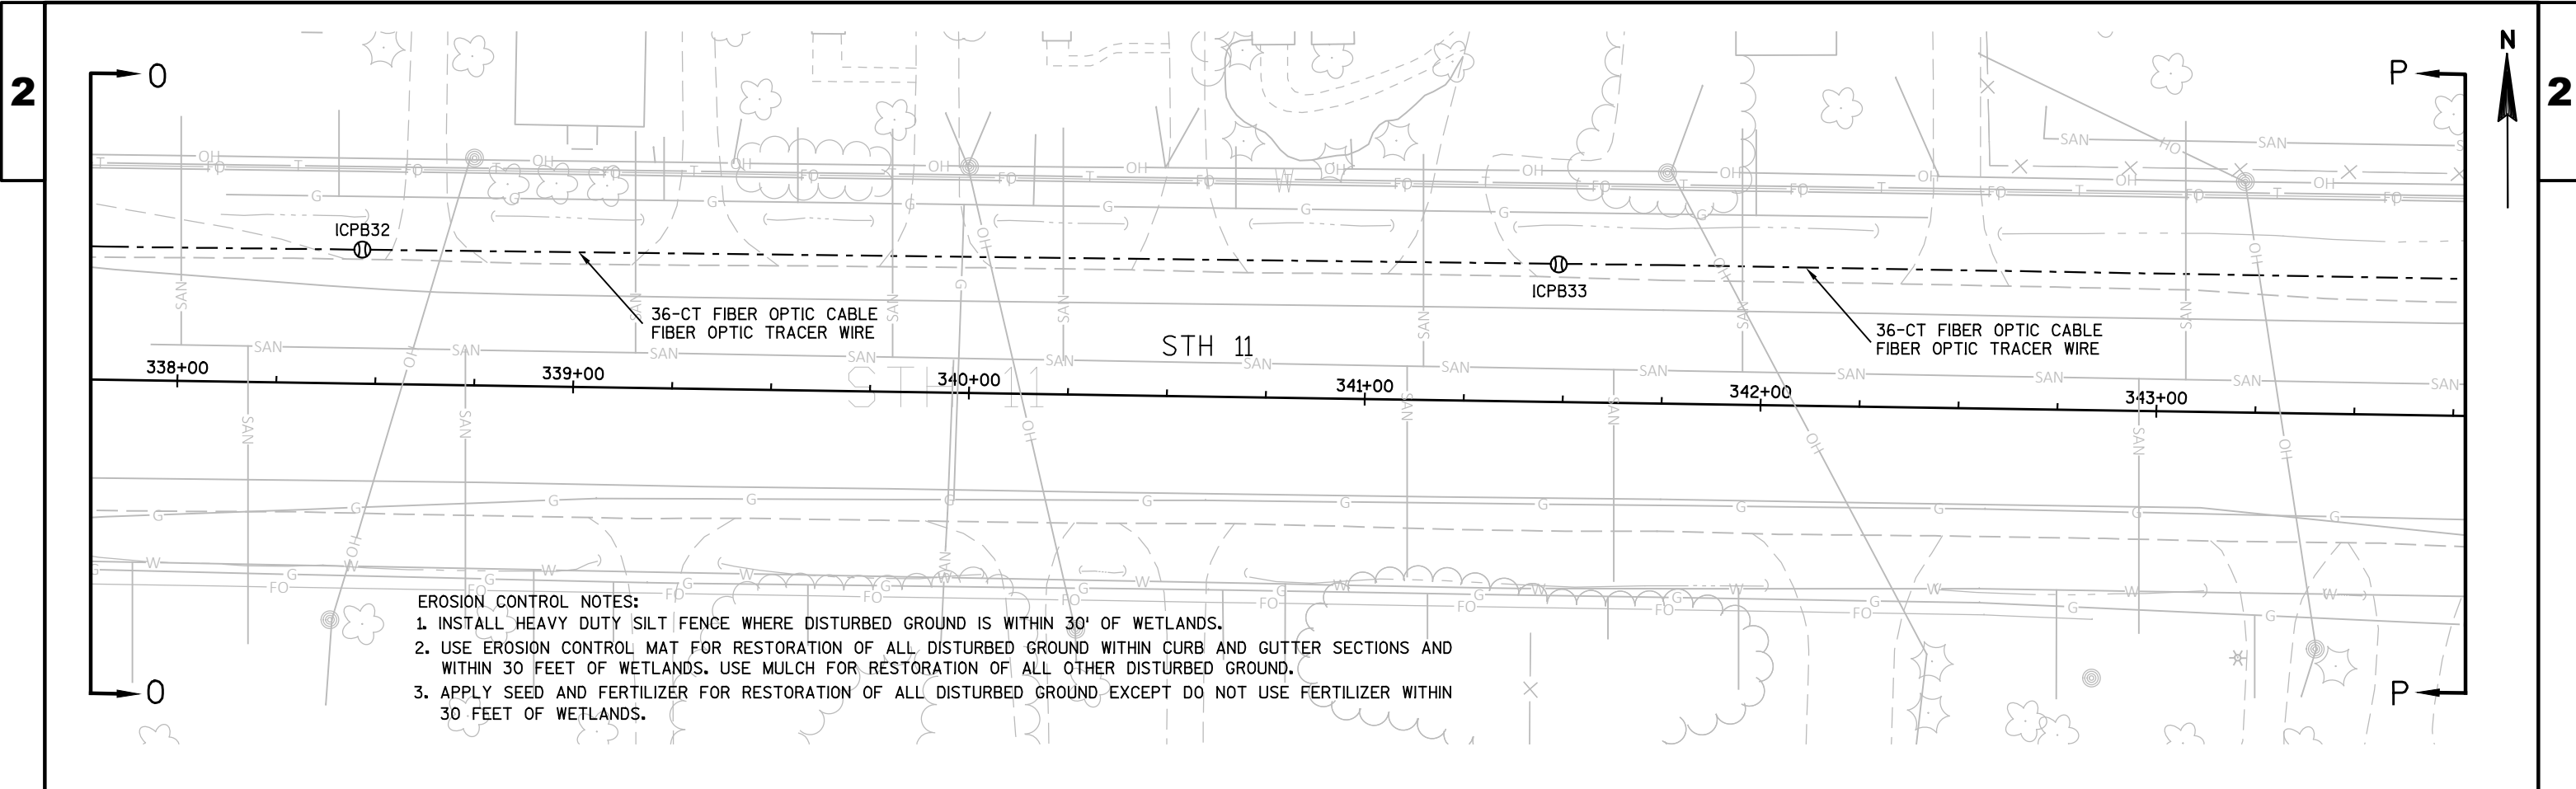 2
O
P
N
2
ICPB32
ICPB33
36-CT FIBER OPTIC CABLE
FIBER OPTIC TRACER WIRE
36-CT FIBER OPTIC CABLE
FIBER OPTIC TRACER WIRE
STH 11
STH 11
338+00
339+00
340+00
341+00
342+00
343+00
OH
T
FO
G
SAN
W
EROSION CONTROL NOTES:
1. INSTALL HEAVY DUTY SILT FENCE WHERE DISTURBED GROUND IS WITHIN 30' OF WETLANDS.
2. USE EROSION CONTROL MAT FOR RESTORATION OF ALL DISTURBED GROUND WITHIN CURB AND GUTTER SECTIONS AND
WITHIN 30 FEET OF WETLANDS. USE MULCH FOR RESTORATION OF ALL OTHER DISTURBED GROUND.
3. APPLY SEED AND FERTILIZER FOR RESTORATION OF ALL DISTURBED GROUND EXCEPT DO NOT USE FERTILIZER WITHIN
30 FEET OF WETLANDS.
O
P